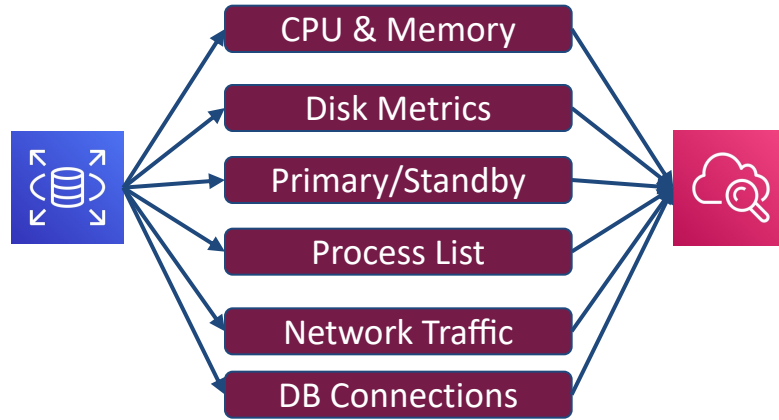 CPU & Memory
Disk Metrics
Primary/Standby
Process List
Network Traffic
DB Connections